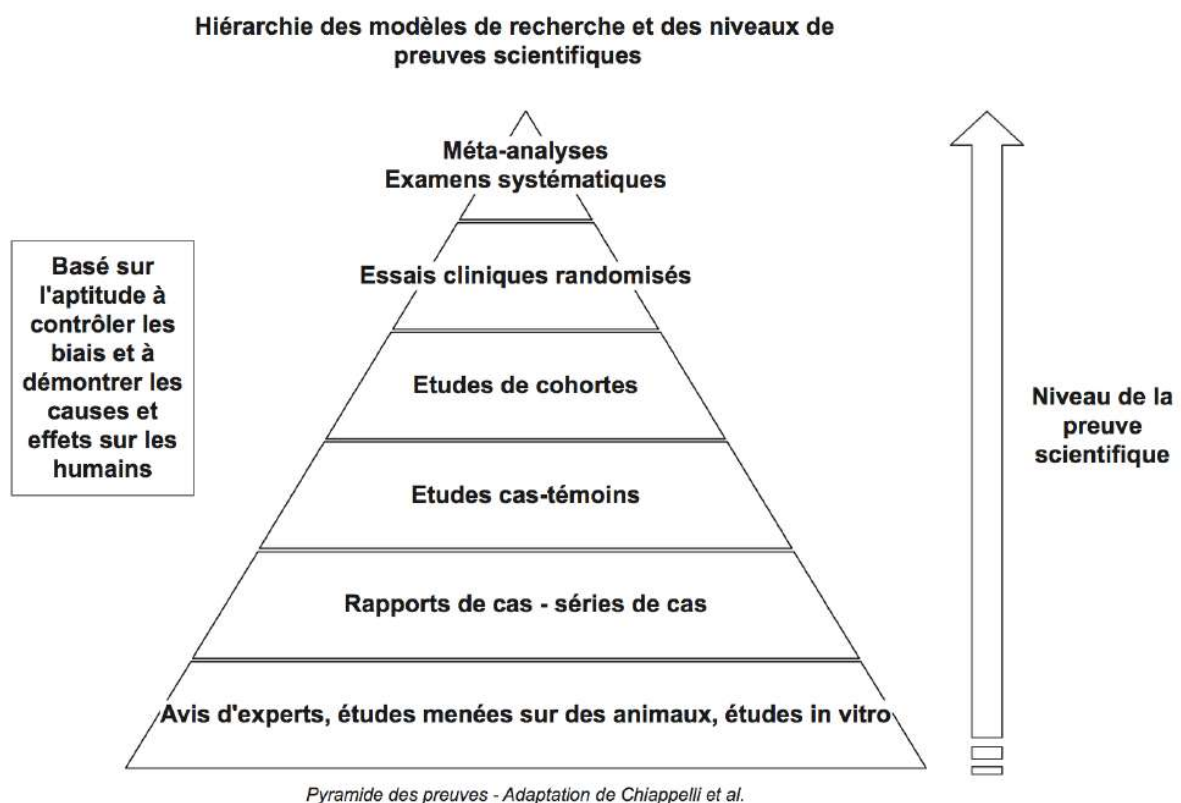 Hiérarchie des modèles de recherche et des niveaux de
preuves scientifiques
Méta-analyses
Examens systématiques
Essais cliniques randomisés
Etudes de cohortes
Etudes cas-témoins
Rapports de cas - séries de cas
Avis d'experts, études menées sur des animaux, études in vitro
Basé sur
l'aptitude à
contrôler les
biais et à
démontrer les
causes et
effets sur les
humains
Niveau de la
preuve
scientifique
Pyramide des preuves - Adaptation de Chiappelli et al.